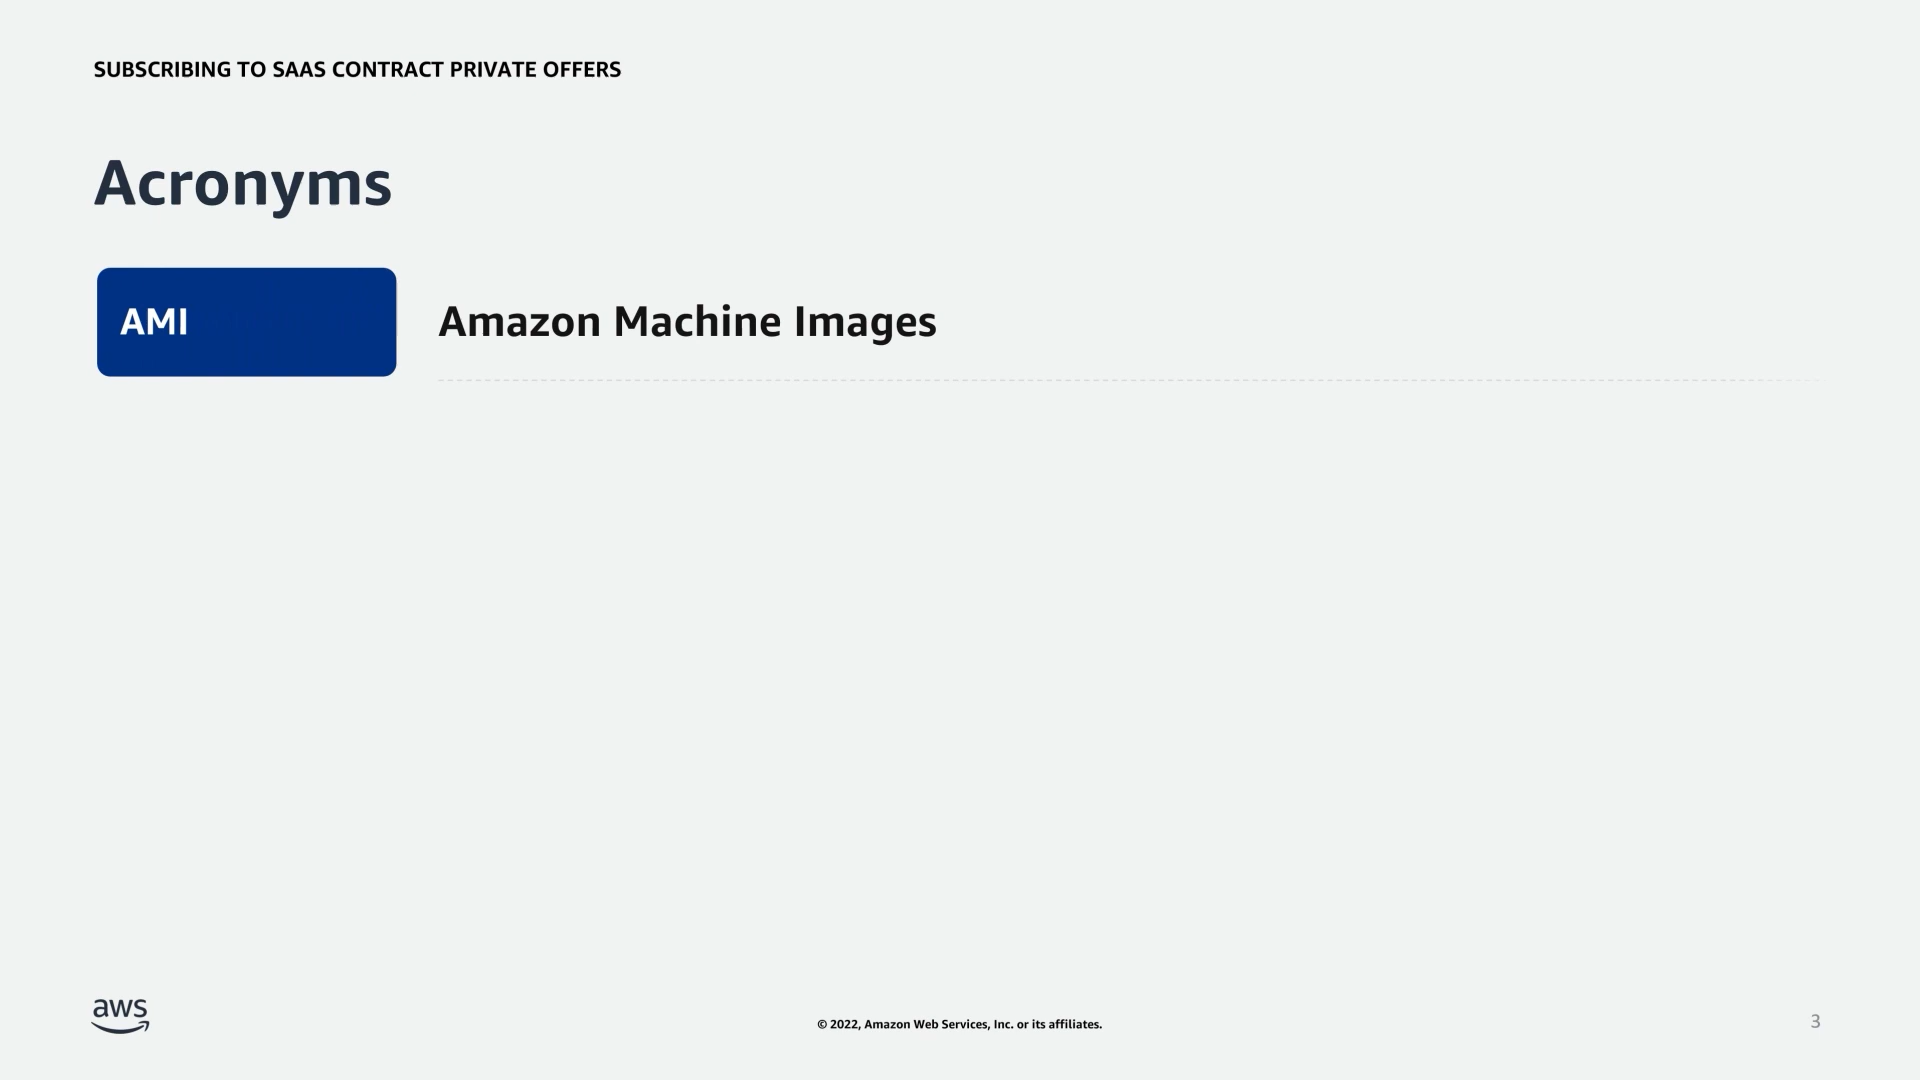 SUBSCRIBING TO SAAS CONTRACT PRIVATE OFFERS
Acronyms
AMI
Amazon Machine Images
aws
© 2022, Amazon Web Services, Inc. or its affiliates.
3